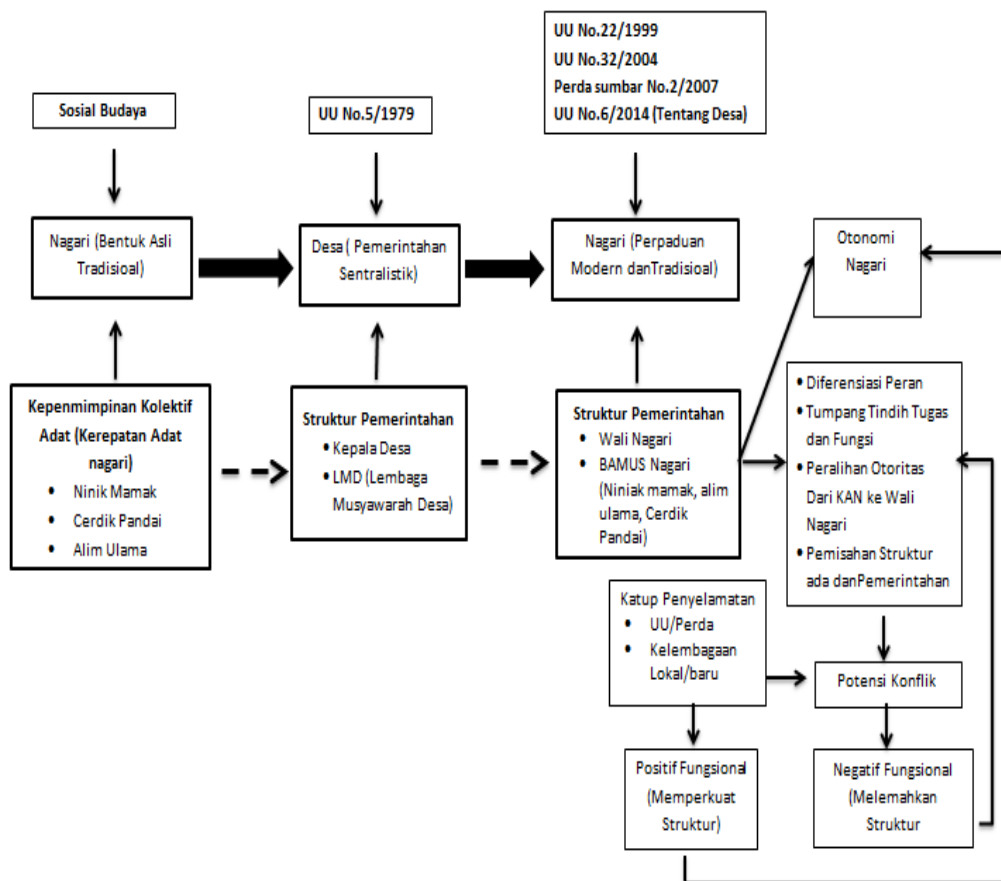 Sosial Budaya
UU No.5/1979
UU No.22/1999
UU No.32/2004
Perda sumbar No.2/2007
UU No.6/2014 (Tentang Desa)
Nagari (Bentuk Asli
Tradisioal)
Desa ( Pemerintahan
Sentralistik)
Nagari (Perpaduan
Modern danTradisioal)
Otonomi
Nagari
Kepenmimpinan Kolektif
Adat (Kerepatan Adat
nagari)
• Ninik Mamak
• Cerdik Pandai
• Alim Ulama
Struktur Pemerintahan
• Kepala Desa
• LMD (Lembaga
Musyawarah Desa)
Struktur Pemerintahan
• Wali Nagari
• BAMUS Nagari
(Niniak mamak, alim
ulama, Cerdik
Pandai)
• Diferensiasi Peran
• Tumpang Tindih Tugas
dan Fungsi
• Peralihan Otoritas
Dari KAN ke Wali
Nagari
• Pemisahan Struktur
ada danPemerintahan
Katup Penyelamatan
• UU/Perda
• Kelembagaan
Lokal/baru
Potensi Konflik
Positif Fungsional
(Memperkuat
Struktur)
Negatif Fungsional
(Melemahkan
Struktur